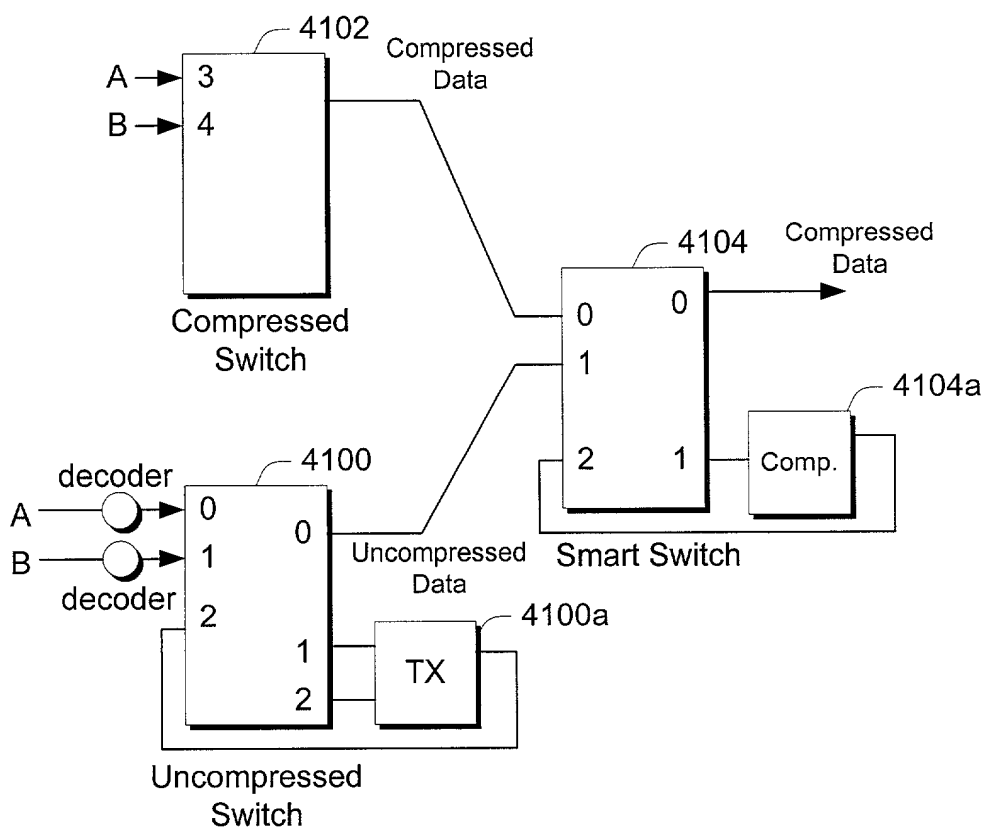 4102
Compressed
Data
A
3
B
4
Compressed
Switch
4104
Compressed
Data
0
0
1
2
1
Comp.
4104a
Smart Switch
decoder
4100
A
0
0
B
1
decoder
2
1
2
Uncompressed
Data
TX
4100a
Uncompressed
Switch